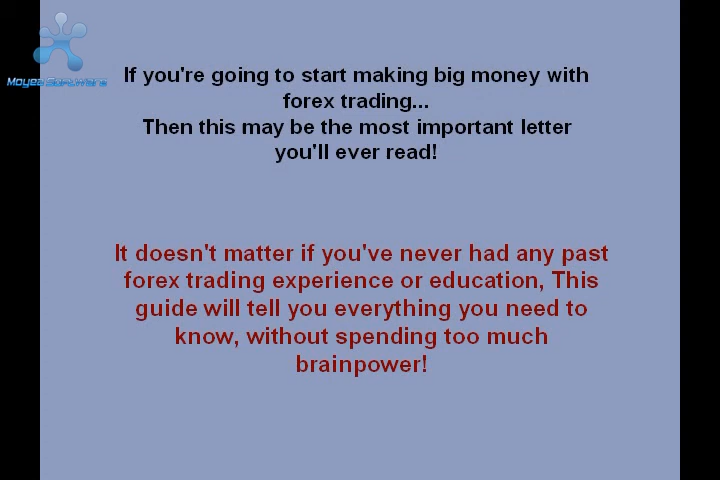 Moyea Software
If you're going to start making big money with
forex trading...
Then this may be the most important letter
you'll ever read!
It doesn't matter if you've never had any past
forex trading experience or education, This
guide will tell you everything you need to
know, without spending too much
brainpower!